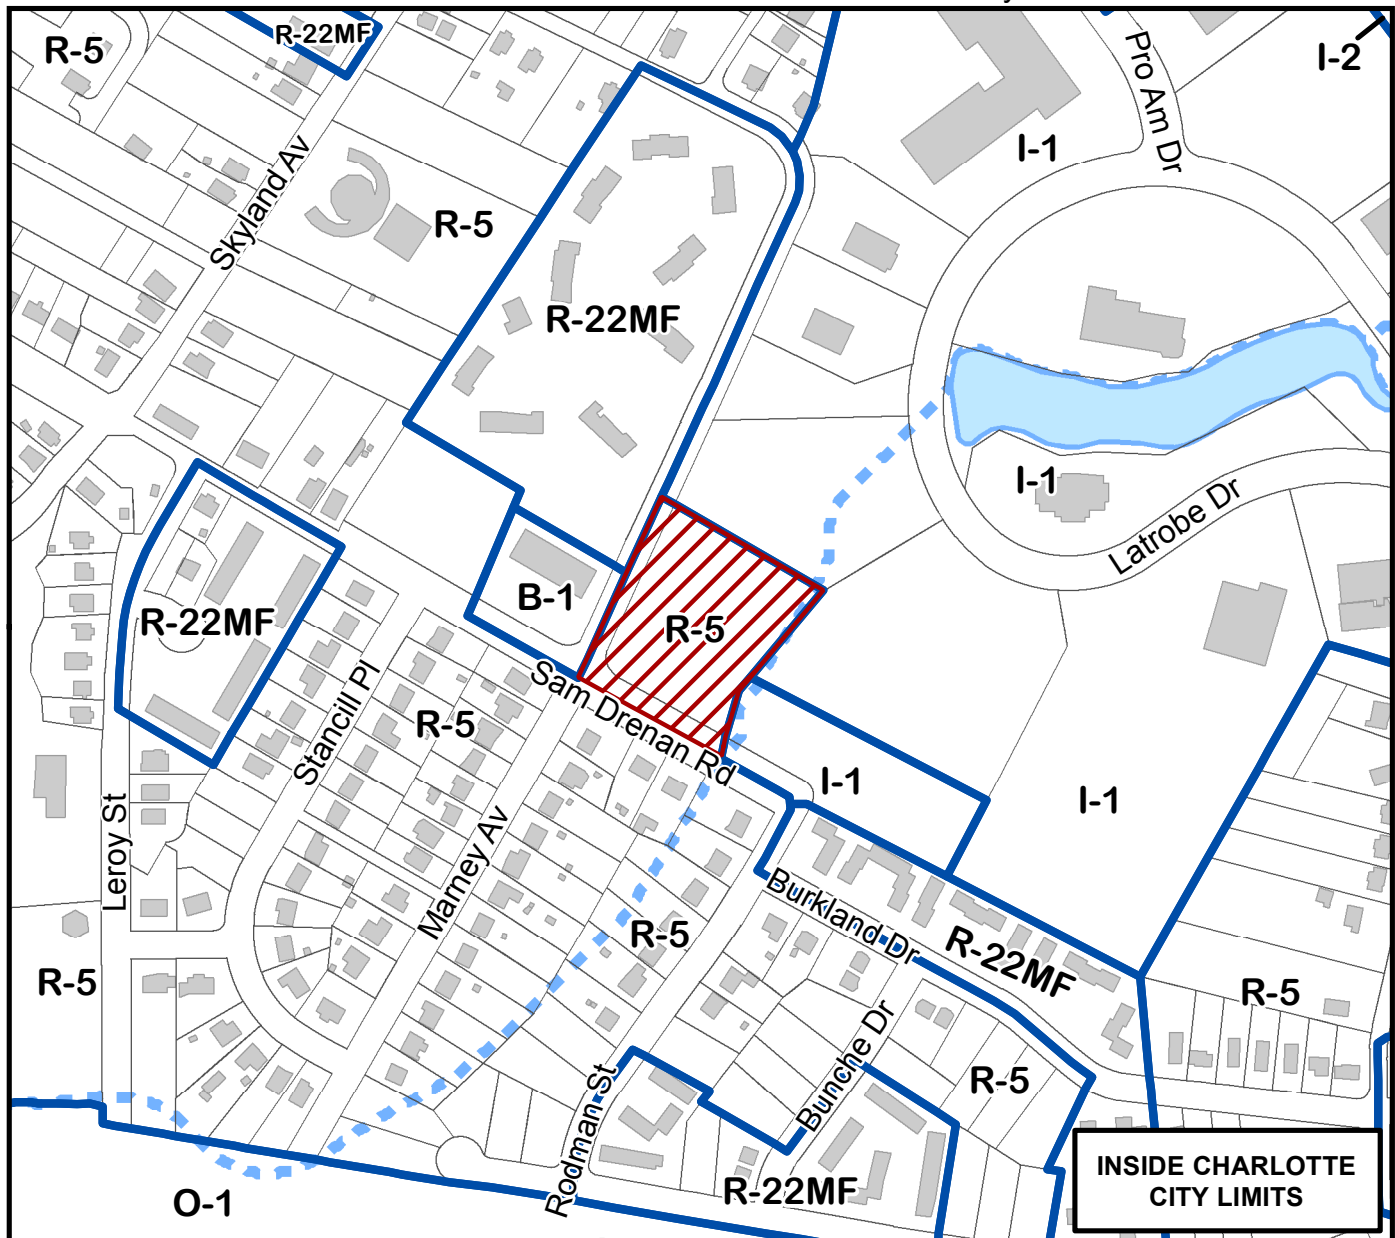 R-5
R-22MF
I-2
Pro Am Dr
I-1
Skyland Av
R-5
R-22MF
I-1
Latrobe Dr
B-1
R-5
R-22MF
Sam Drenan Rd
Stancill Pl
R-5
I-1
I-1
Leroy St
Marney Av
Burkland Dr
R-5
R-22MF
R-5
R-5
Bunche Dr
R-5
Rodman St
R-22MF
O-1
INSIDE CHARLOTTE
CITY LIMITS